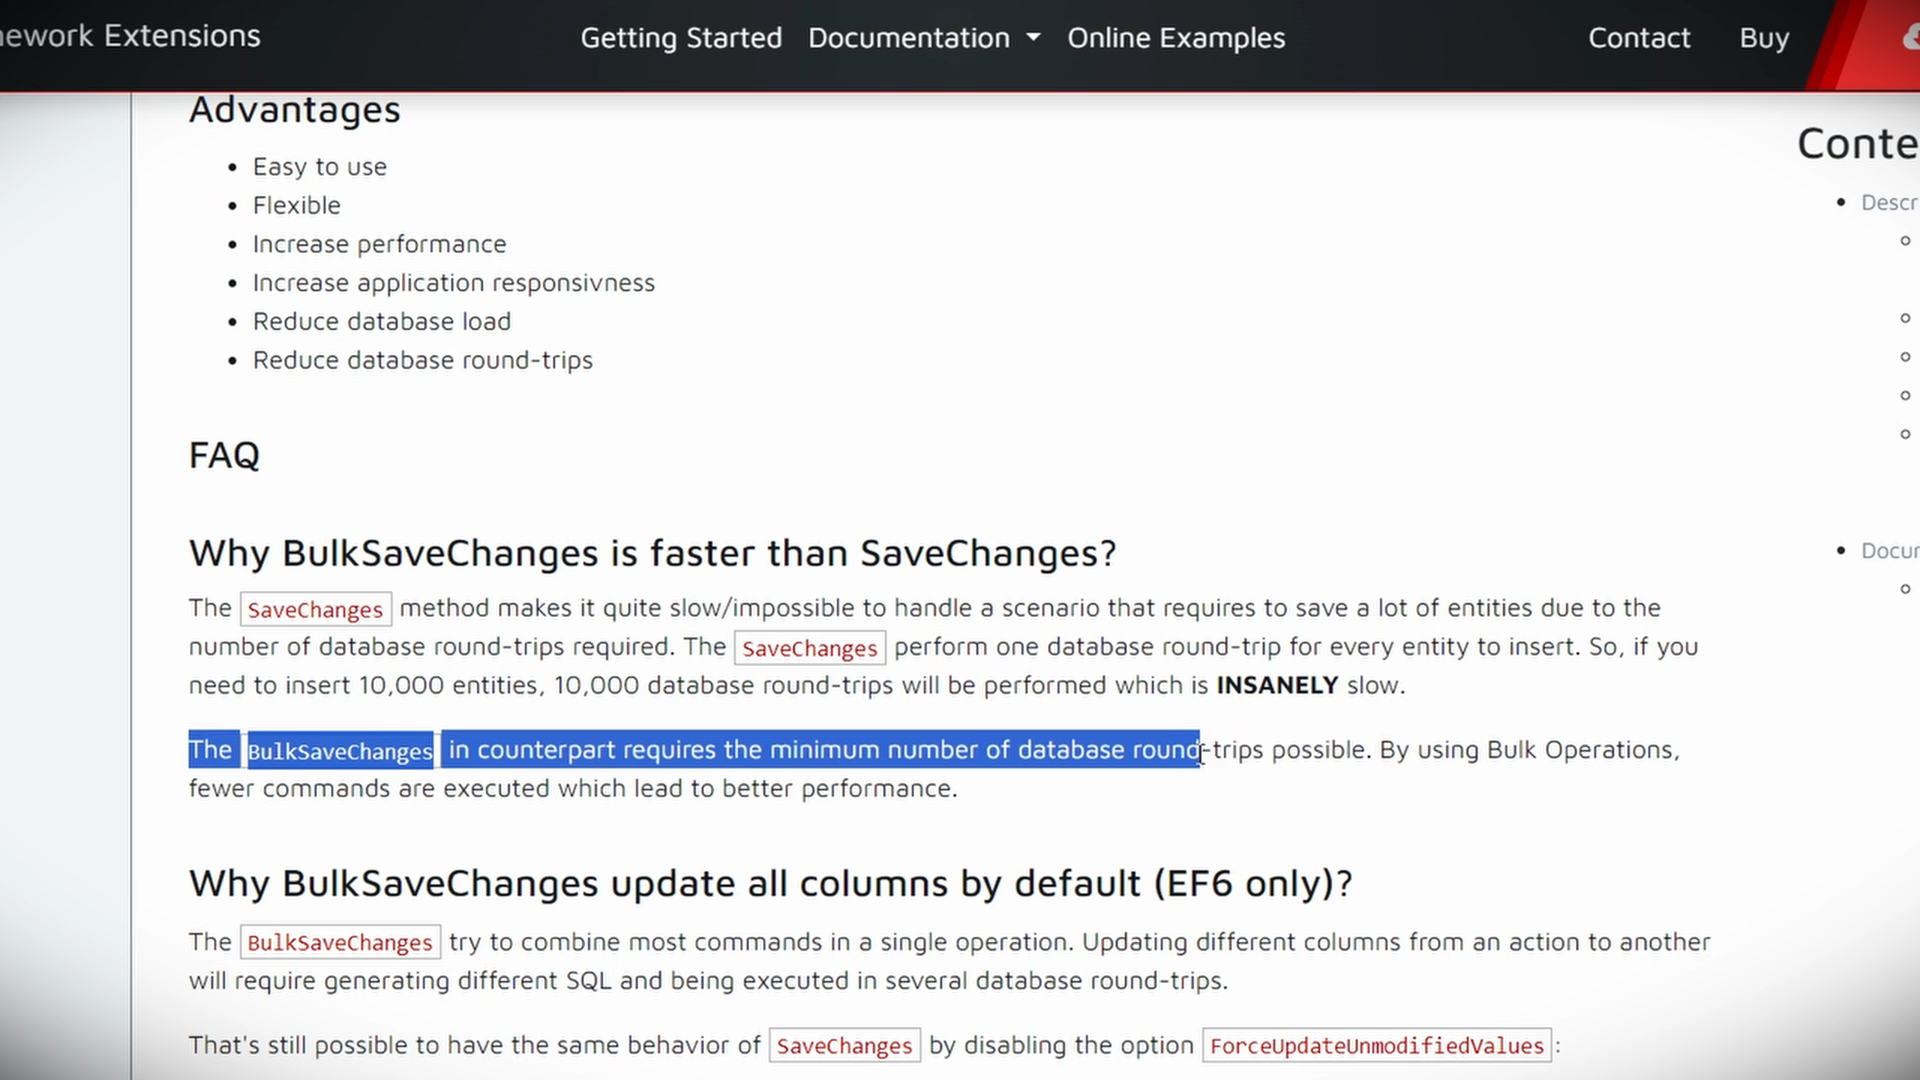 Extensions
Getting Started Documentation Online Examples
Contact Buy
Advantages
Easy to use
Flexible
Increase performance
Increase application responsivness
Reduce database load
Reduce database round-trips
FAQ
Why BulkSaveChanges is faster than SaveChanges?
The SaveChanges method makes it quite slow/impossible to handle a scenario that requires to save a lot of entities due to the
number of database round-trips required. The SaveChanges perform one database round-trip for every entity to insert. So, if you
need to insert 10,000 entities, 10,000 database round-trips will be performed which is INSANELY slow.
The BulkSaveChanges in counterpart requires the minimum number of database round-trips possible. By using Bulk Operations,
fewer commands are executed which lead to better performance.
Why BulkSaveChanges update all columns by default (EF6 only)?
The BulkSaveChanges try to combine most commands in a single operation. Updating different columns from an action to another
will require generating different SQL and being executed in several database round-trips.
That's still possible to have the same behavior of SaveChanges by disabling the option ForceUpdateUnmodifiedValues:
Conte
Descr
Docu